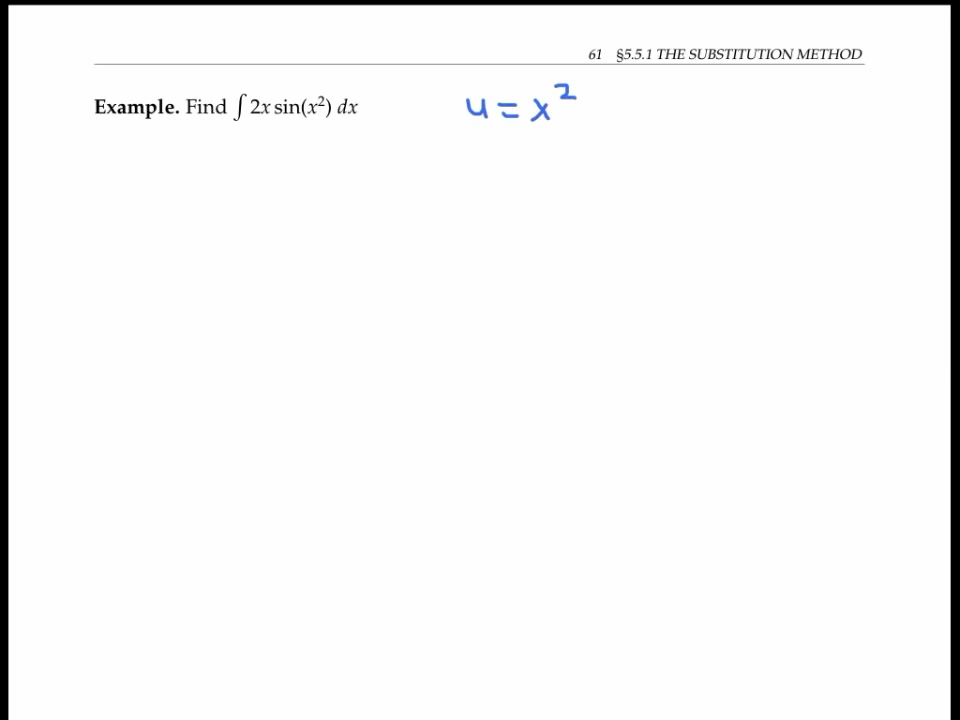 61 §5.5.1 THE SUBSTITUTION METHOD
Example. Find ∫ 2x sin(x²) dx u = x²